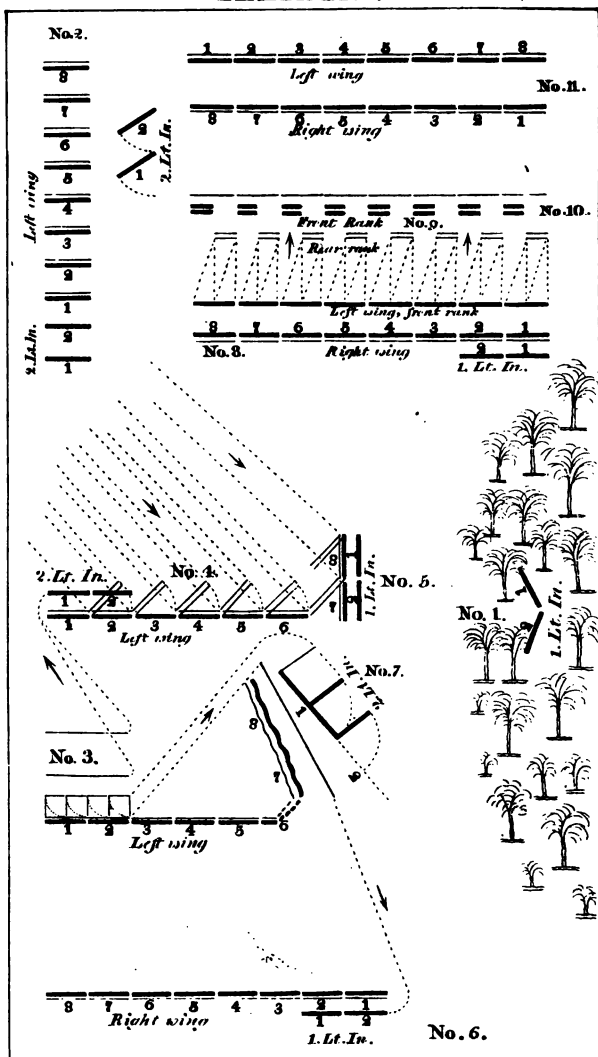 No. 2.
8
7
6
5
4
3
2
1
2
1
Left wing
2. Lt. In.
2
1
2. Lt. In.
1 2 3 4 5 6 7 8
Left wing
No. 11.
8 7 6 5 4 3 2 1
Right wing
No. 10.
Front Rank No. 9.
Rear rank
Left wing, front rank
8 7 6 5 4 3 2 1
No. 8. Right wing
2 1
1. Lt. In.
No. 1.
1
2
1. Lt. In.
2. Lt. In. No. 4.
1 2
1 2 3 4 5 6
Left wing
8
7
1
2
1. Lt. In.
No. 5.
No. 7.
2. Lt. In.
1
2
No. 3.
8
7
1 2 3 4 5 6
Left wing
8 7 6 5 4 3 2 1
Right wing
1 2
1. Lt. In.
No. 6.